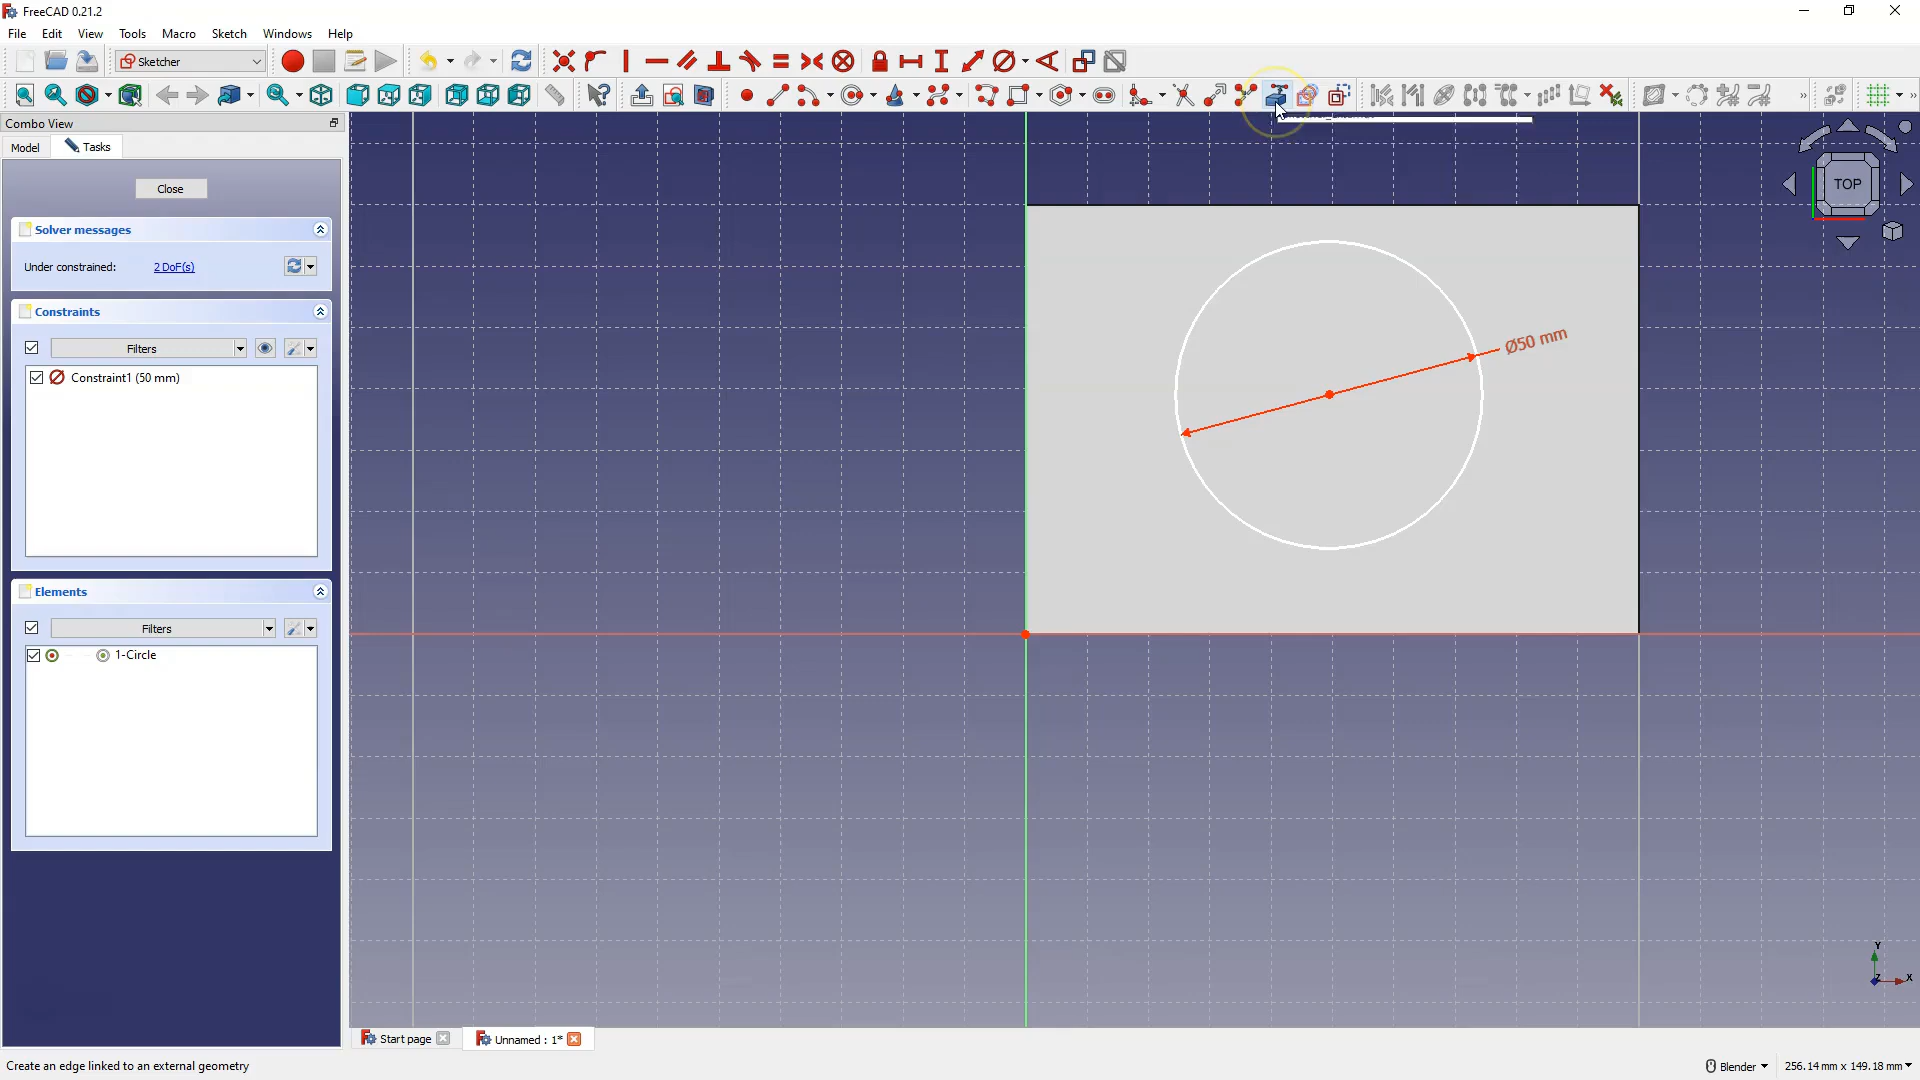 FreeCAD 0.21.2
File Edit View Tools Macro Sketch Windows Help
Sketcher
Combo View
Model Tasks
TOP
Close
Solver messages
Under constrained: 2 DoF(s)
Constraints
Filters
Constraint1 (50 mm)
Ø50 mm
Elements
Filters
1-Circle
Y
Z X
Start page Unnamed : 1*
Create an edge linked to an external geometry Blender 256.14 mm x 149.18 mm